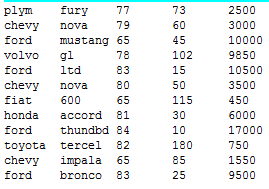 plym fury 77 73 2500
chevy nova 79 60 3000
ford mustang 65 45 10000
volvo gl 78 102 9850
ford ltd 83 15 10500
chevy nova 80 50 3500
fiat 600 65 115 450
honda accord 81 30 6000
ford thundbd 84 10 17000
toyota tercel 82 180 750
chevy impala 65 85 1550
ford bronco 83 25 9500